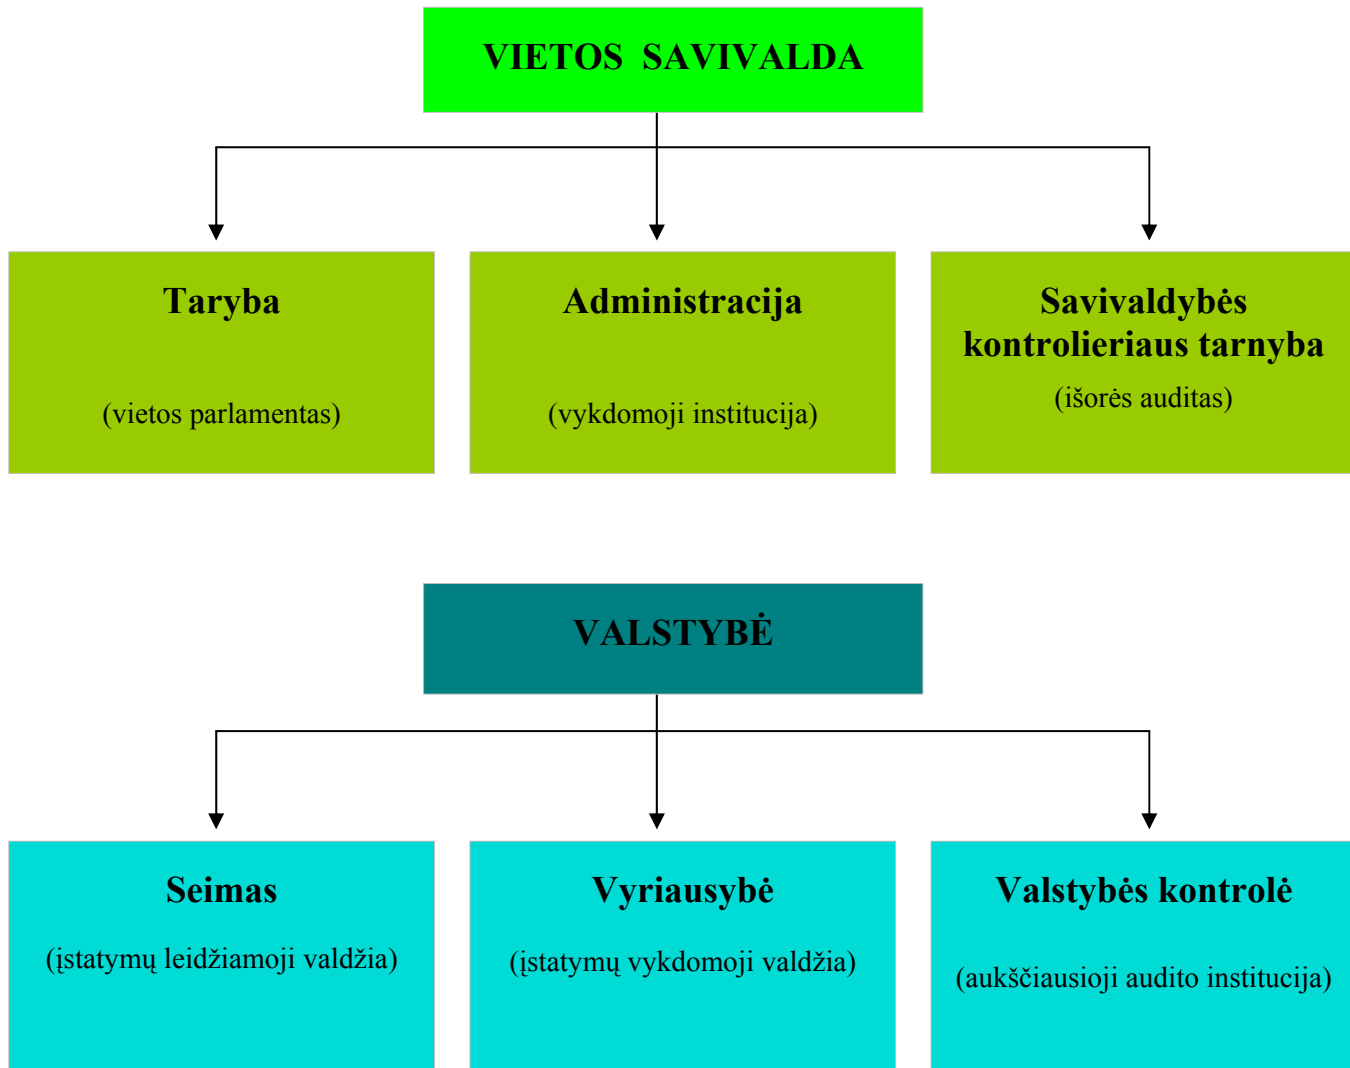 VIETOS SAVIVALDA
Taryba
(vietos parlamentas)
Administracija
(vykdomoji institucija)
Savivaldybės
kontrolieriaus tarnyba
(išorės auditas)
VALSTYBĖ
Seimas
(įstatymų leidžiamoji valdžia)
Vyriausybė
(įstatymų vykdomoji valdžia)
Valstybės kontrolė
(aukščiausioji audito institucija)